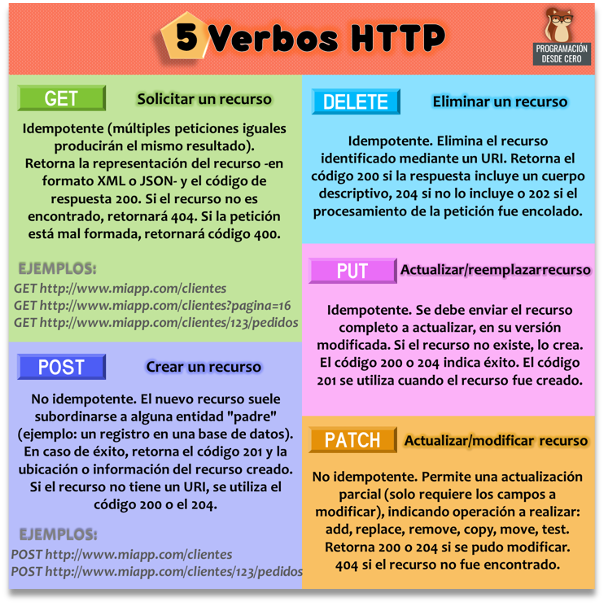 5 Verbos HTTP
PROGRAMACIÓN
DESDE CERO
GET
Solicitar un recurso
Idempotente (múltiples peticiones iguales
producirán el mismo resultado).
Retorna la representación del recurso -en
formato XML o JSON- y el código de
respuesta 200. Si el recurso no es
encontrado, retornará 404. Si la petición
está mal formada, retornará código 400.
EJEMPLOS:
GET http://www.miapp.com/clientes
GET http://www.miapp.com/clientes?pagina=16
GET http://www.miapp.com/clientes/123/pedidos
POST
Crear un recurso
No idempotente. El nuevo recurso suele
subordinarse a alguna entidad "padre"
(ejemplo: un registro en una base de datos).
En caso de éxito, retorna el código 201 y la
ubicación o información del recurso creado.
Si el recurso no tiene un URI, se utiliza el
código 200 o el 204.
EJEMPLOS:
POST http://www.miapp.com/clientes
POST http://www.miapp.com/clientes/123/pedidos
DELETE
Eliminar un recurso
Idempotente. Elimina el recurso
identificado mediante un URI. Retorna el
código 200 si la respuesta incluye un cuerpo
descriptivo, 204 si no lo incluye o 202 si el
procesamiento de la petición fue encolado.
PUT
Actualizar/reemplazar recurso
Idempotente. Se debe enviar el recurso
completo a actualizar, en su versión
modificada. Si el recurso no existe, lo crea.
El código 200 o 204 indica éxito. El código
201 se utiliza cuando el recurso fue creado.
PATCH
Actualizar/modificar recurso
No idempotente. Permite una actualización
parcial (solo requiere los campos a
modificar), indicando operación a realizar:
add, replace, remove, copy, move, test.
Retorna 200 o 204 si se pudo modificar.
404 si el recurso no fue encontrado.